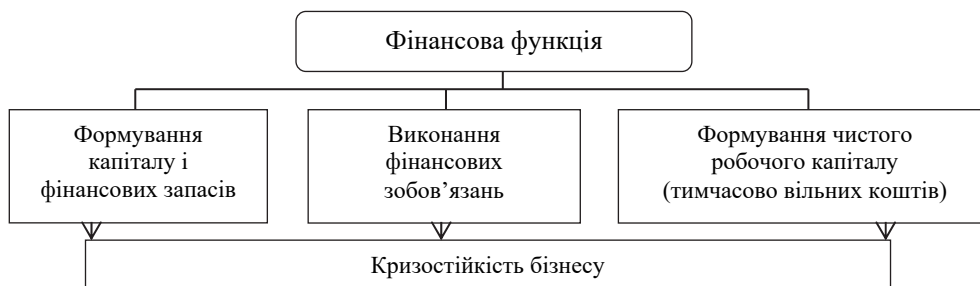 Фінансова функція
Формування
капіталу і
фінансових запасів
Виконання
фінансових
зобов’язань
Формування чистого
робочого капіталу
(тимчасово вільних коштів)
Кризостійкість бізнесу